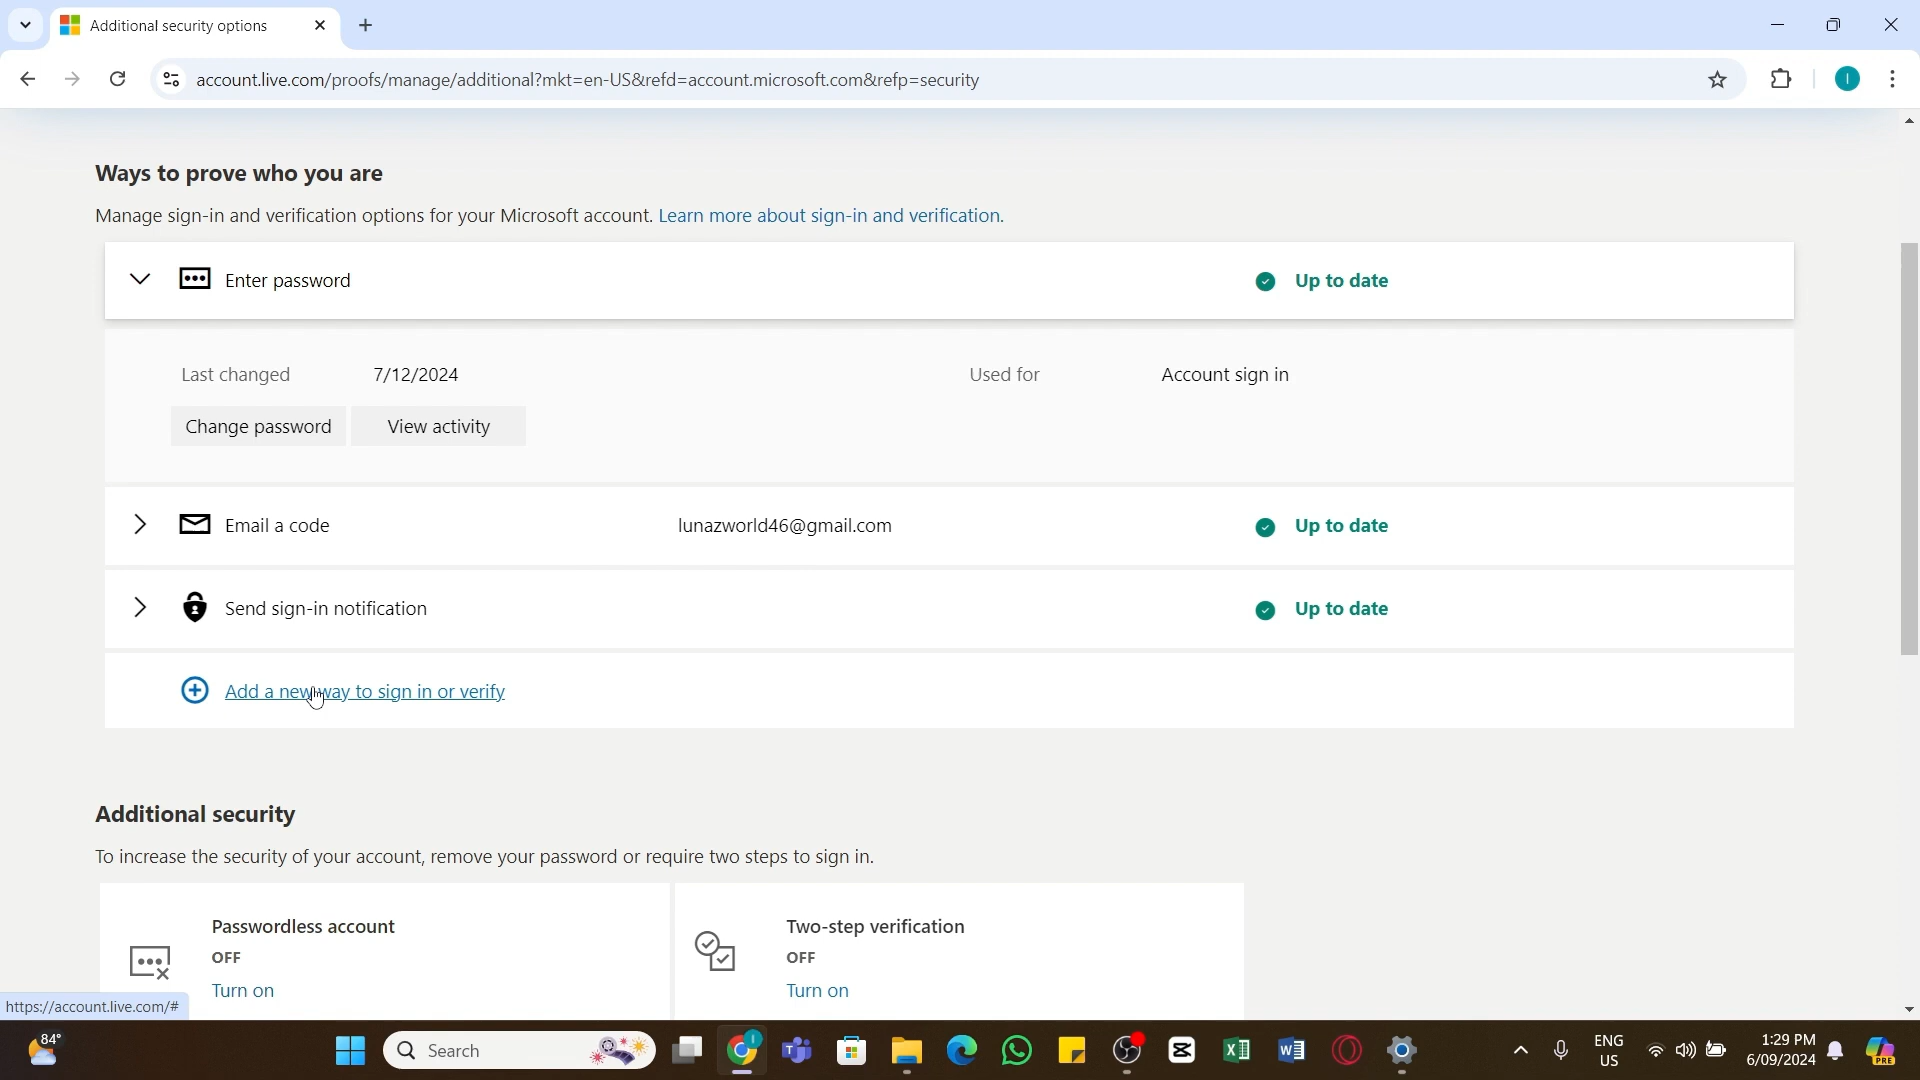 Additional security options
account.live.com/proofs/manage/additional?mkt=en-US&refd=account.microsoft.com&refp=security
I
Ways to prove who you are
Manage sign-in and verification options for your Microsoft account. Learn more about sign-in and verification.
Enter password
Up to date
Last changed 7/12/2024 Used for Account sign in
Change password View activity
Email a code lunazworld46@gmail.com Up to date
Send sign-in notification Up to date
Add a new way to sign in or verify
Additional security
To increase the security of your account, remove your password or require two steps to sign in.
Passwordless account
OFF
Turn on
Two-step verification
OFF
Turn on
https://account.live.com/#
84°
Search
ENG
US
1:29 PM
6/09/2024
PRE